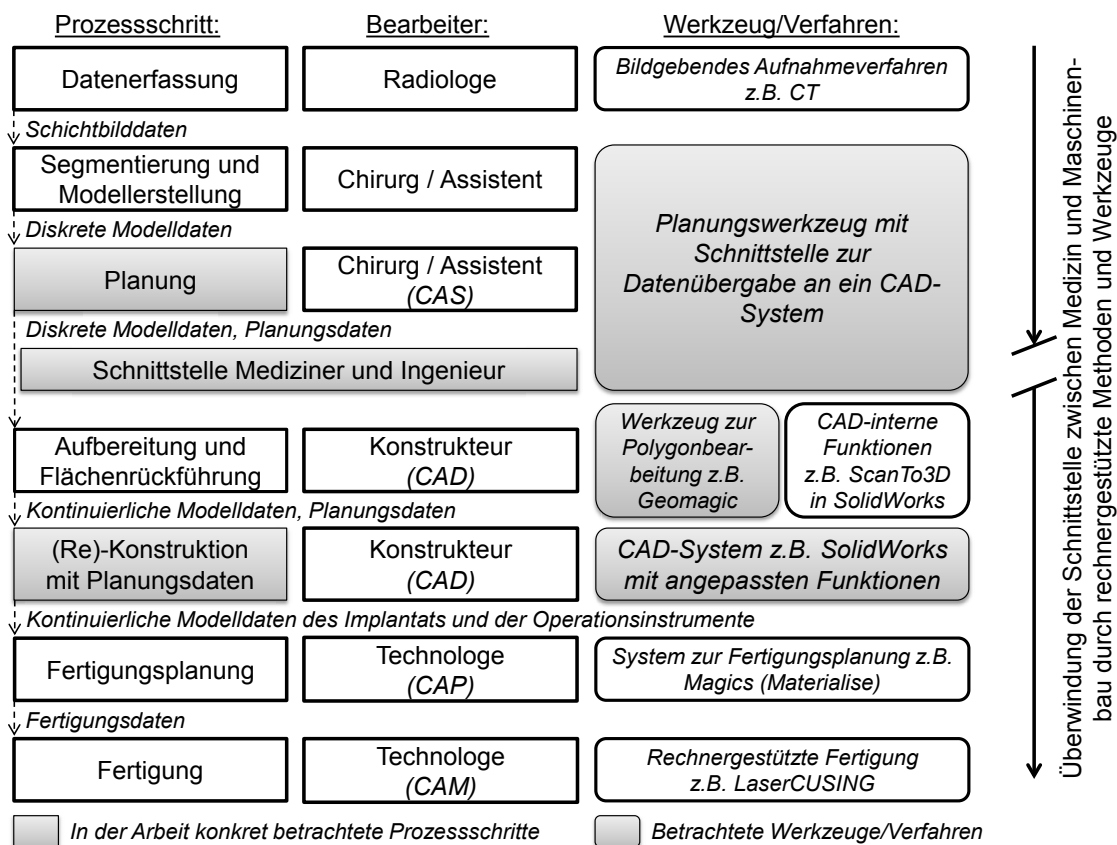 Prozessschritt:
Bearbeiter:
Werkzeug/Verfahren:
Datenerfassung
Radiologe
Bildgebendes Aufnahmeverfahren
z.B. CT
Schichtbilddaten
Segmentierung und
Modellerstellung
Chirurg / Assistent
Planungswerkzeug mit
Schnittstelle zur
Datenübergabe an ein CAD-
System
Diskrete Modelldaten
Planung
Chirurg / Assistent
(CAS)
Diskrete Modelldaten, Planungsdaten
Schnittstelle Mediziner und Ingenieur
Aufbereitung und
Flächenrückführung
Konstrukteur
(CAD)
Werkzeug zur
Polygonbear-
beitung z.B.
Geomagic
CAD-interne
Funktionen
z.B. ScanTo3D
in SolidWorks
Kontinuierliche Modelldaten, Planungsdaten
(Re)-Konstruktion
mit Planungsdaten
Konstrukteur
(CAD)
CAD-System z.B. SolidWorks
mit angepassten Funktionen
Kontinuierliche Modelldaten des Implantats und der Operationsinstrumente
Fertigungsplanung
Technologe
(CAP)
System zur Fertigungsplanung z.B.
Magics (Materialise)
Fertigungsdaten
Fertigung
Technologe
(CAM)
Rechnergestützte Fertigung
z.B. LaserCUSING
In der Arbeit konkret betrachtete Prozessschritte
Betrachtete Werkzeuge/Verfahren
Überwindung der Schnittstelle zwischen Medizin und Maschinen-
bau durch rechnergestützte Methoden und Werkzeuge